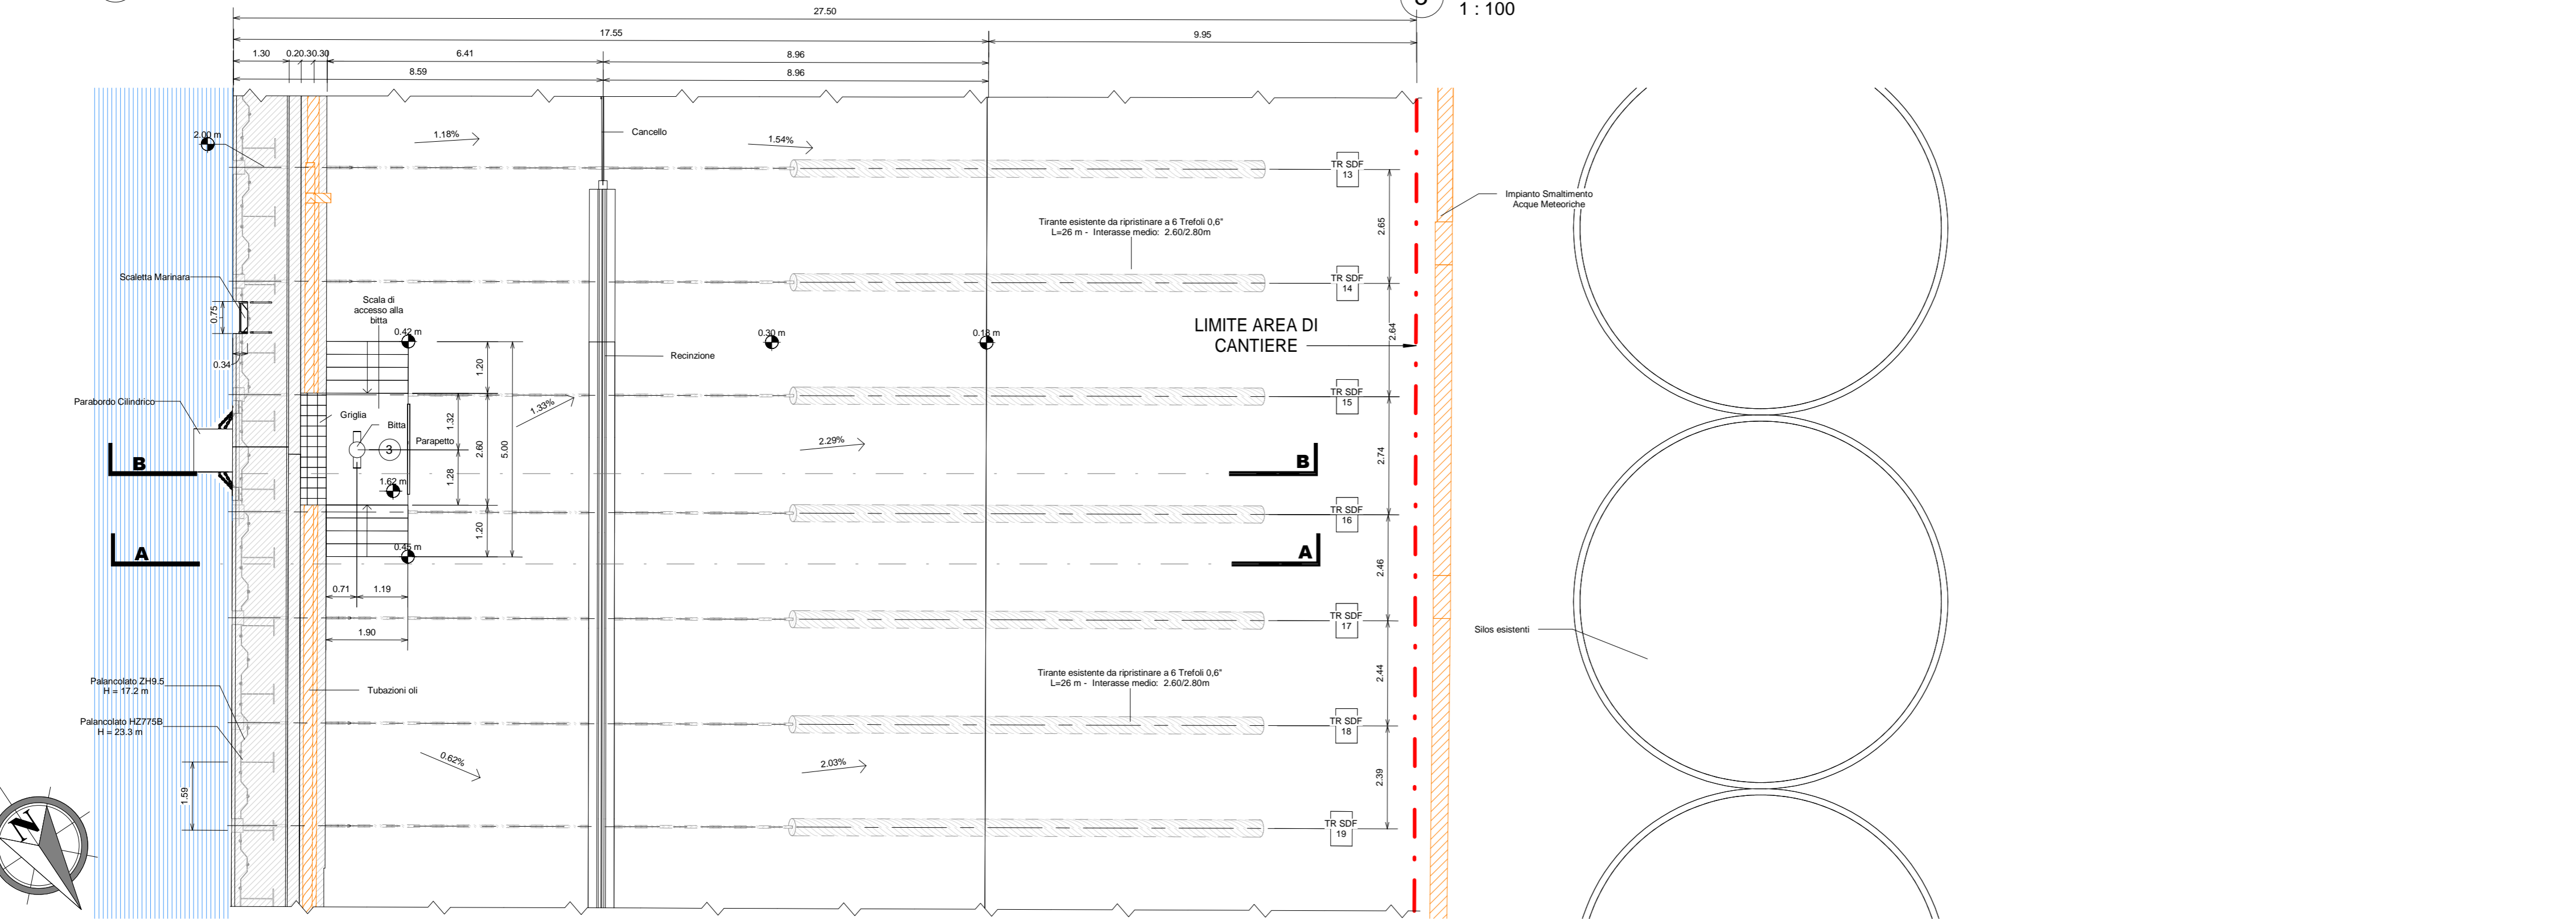 1 : 100
27.50
17.55
9.95
1.30
0.20
.30
0.30
6.41
8.96
8.59
8.96
2.00 m
1.18%
Cancello
1.54%
TR SDF
13
Impianto Smaltimento
Acque Meteoriche
Tirante esistente da ripristinare a 6 Trefoli 0,6"
L=26 m - Interasse medio: 2.60/2.80m
2.65
Scaletta Marinara
TR SDF
14
0.75
Scala di
accesso alla
bitta
0.42 m
0.30 m
0.18 m
LIMITE AREA DI
CANTIERE
2.64
Recinzione
0.34
1.20
Parabordo Cilindrico
TR SDF
15
1.33%
Griglia
1.32
Bitta
3
Parapetto
2.60
5.00
2.29%
2.74
B
B
1.28
1.62 m
TR SDF
16
1.20
0.45 m
A
A
2.46
0.71
1.19
TR SDF
17
1.90
Silos esistenti
2.44
Tirante esistente da ripristinare a 6 Trefoli 0,6"
L=26 m - Interasse medio: 2.60/2.80m
Palancolato ZH9.5
H = 17.2 m
Tubazioni oli
Palancolato HZ775B
H = 23.3 m
TR SDF
18
0.62%
2.03%
2.39
1.59
N
TR SDF
19